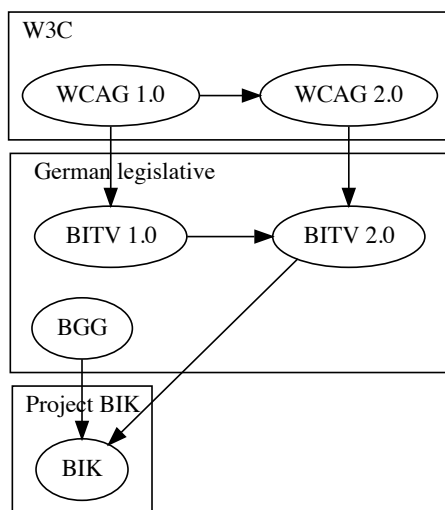 W3C
WCAG 1.0
WCAG 2.0
German legislative
BITV 1.0
BITV 2.0
BGG
Project BIK
BIK